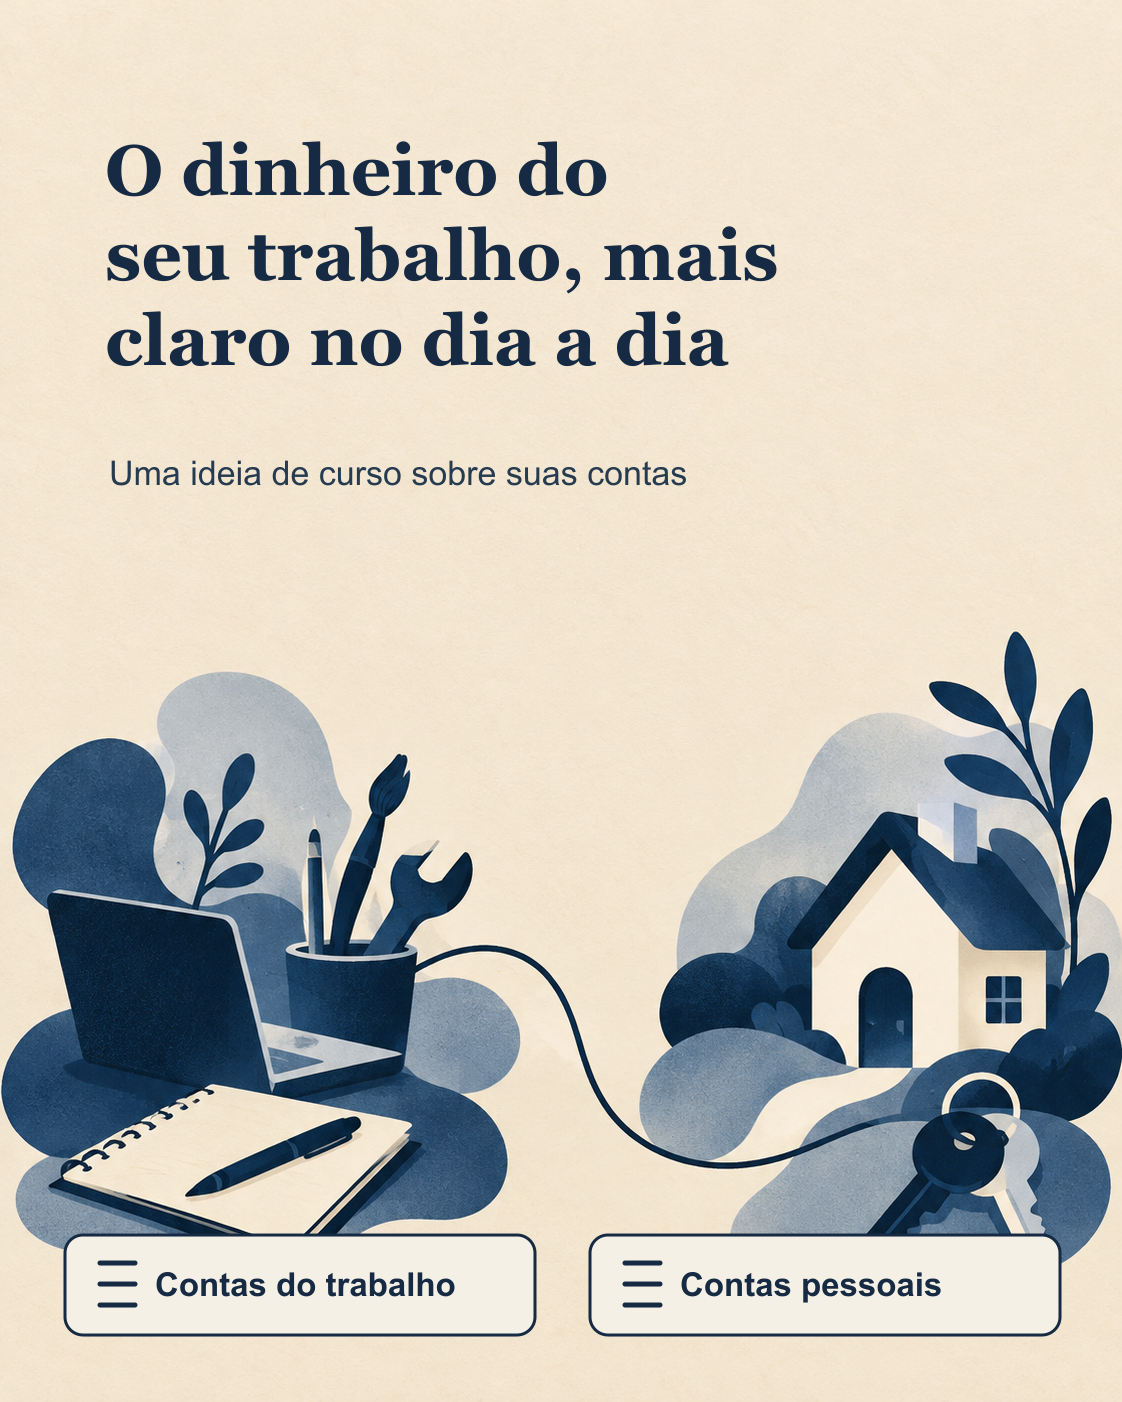 O dinheiro do
seu trabalho, mais
claro no dia a dia
Uma ideia de curso sobre suas contas
Contas do trabalho
Contas pessoais